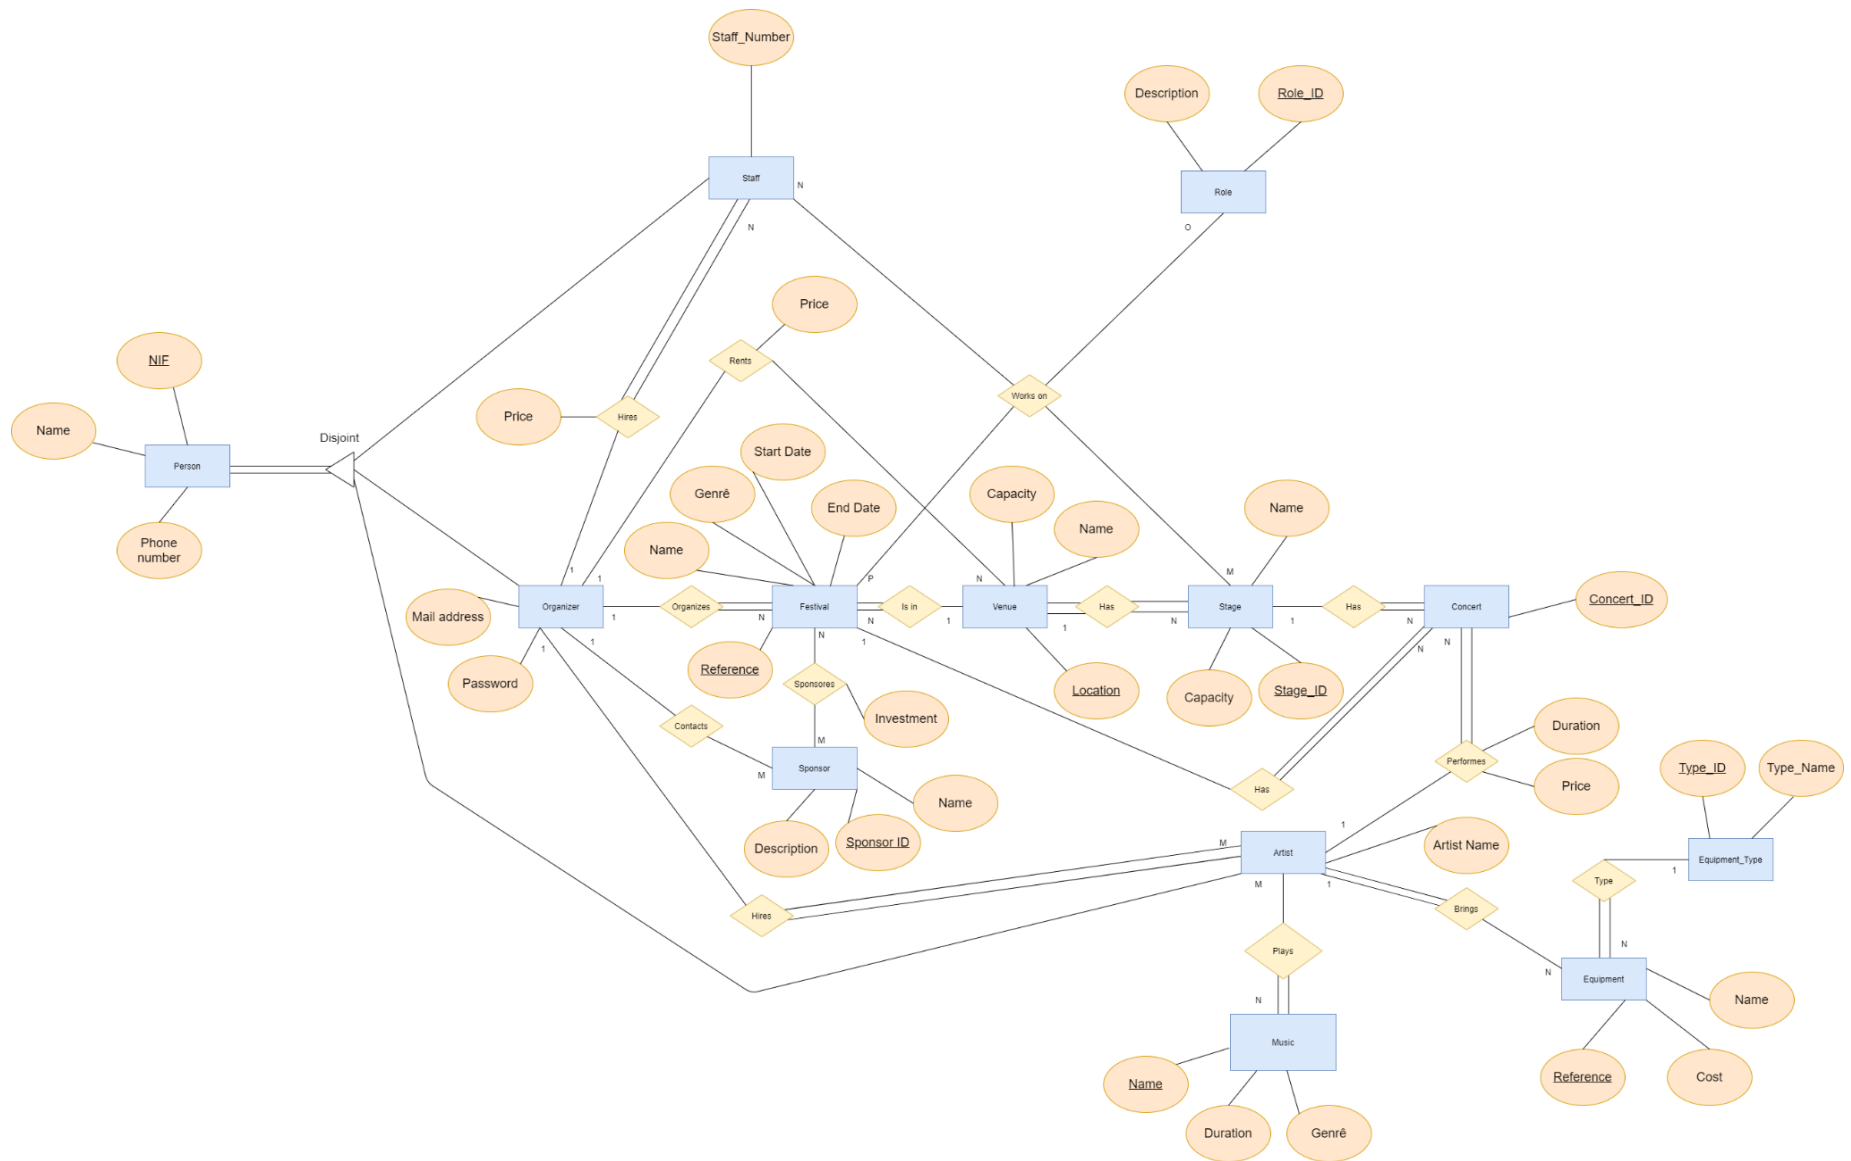 Staff_Number
Description
Role_ID
Staff
N
Role
N
O
Price
NIF
Rents
Works on
Price
Hires
Name
Disjoint
Start Date
Person
Genrê
Capacity
End Date
Name
Name
Phone
number
Name
1
1
P
N
M
Mail address
Organizer
Organizes
Festival
Is in
Venue
Has
Stage
Has
Concert
Concert_ID
1
N
N
1
1
N
1
N
1
1
N
1
N
N
Reference
Password
Sponsores
Location
Capacity
Stage_ID
Investment
Contacts
Duration
M
Performes
M
Sponsor
Has
Price
Type_ID
Type_Name
Name
1
Description
Sponsor ID
M
Artist
Artist Name
Equipment_Type
1
M
1
Type
Hires
Brings
Plays
N
N
N
Equipment
Name
Music
Name
Reference
Cost
Duration
Genrê